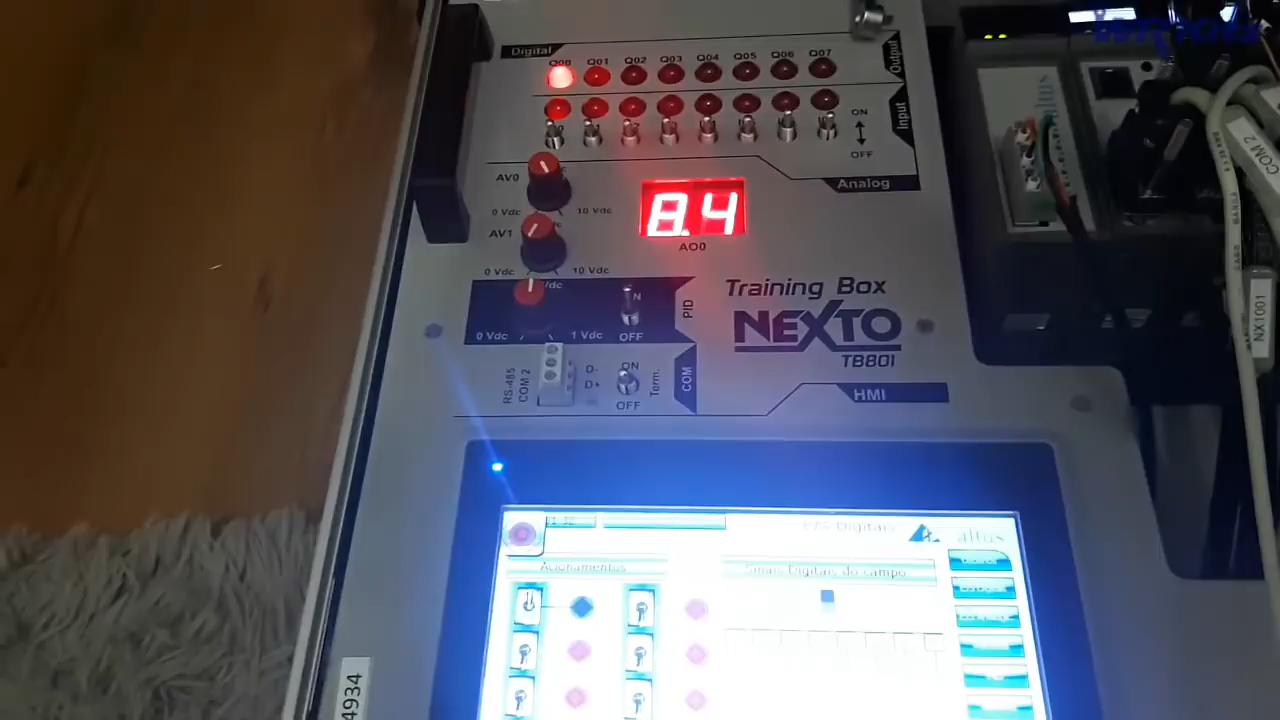 Digital
Q00 Q01 Q02 Q03 Q04 Q05 Q06 Q07
Output
Input
ON
OFF
Analog
AV0
0 Vdc
10 Vdc
8.4
AO0
AV1
0 Vdc
10 Vdc
Vdc
0 Vdc
1 Vdc
N
OFF
PID
Training Box
NEXTO
TB801
RS-485
COM 2
D-
D+
ON
OFF
Term.
COM
HMI
altus
COM 2
NX1001
altus
Acionamentos
Sinais Digitais do campo
4934